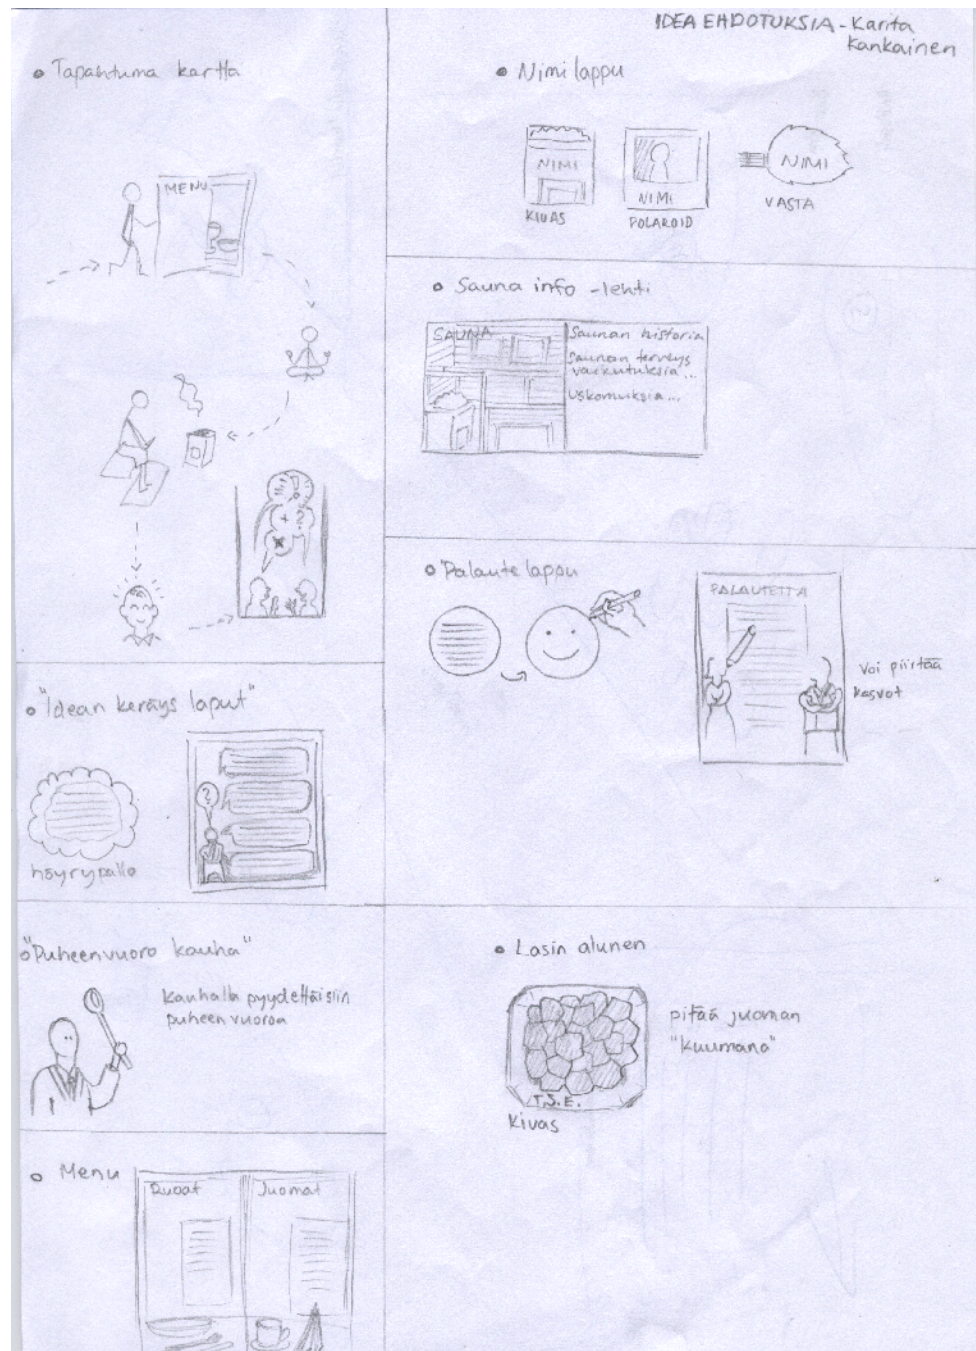 IDEA EHDOTUKSIA - Karita
Kankainen
Tapahtuma kartta
MENU
Nimi lappu
NIMI
KIUAS
NIMI
POLAROID
NIMI
VASTA
Sauna info -lehti
SAUNA
Saunan historia
Saunan terveys
vaikutuksia...
Uskomuksia...
Palaute lappu
PALAUTETTA
Voi piirtää
kasvot
"Idean keräys laput"
?
höyrypallo
"Puheenvuoro kauha"
Kauhalla pyydettäisiin
puheenvuoroa
Lasin alunen
pitää juoman
"Kuumana"
T.S.E.
Kiuas
Menu
Ruoat
Juomat